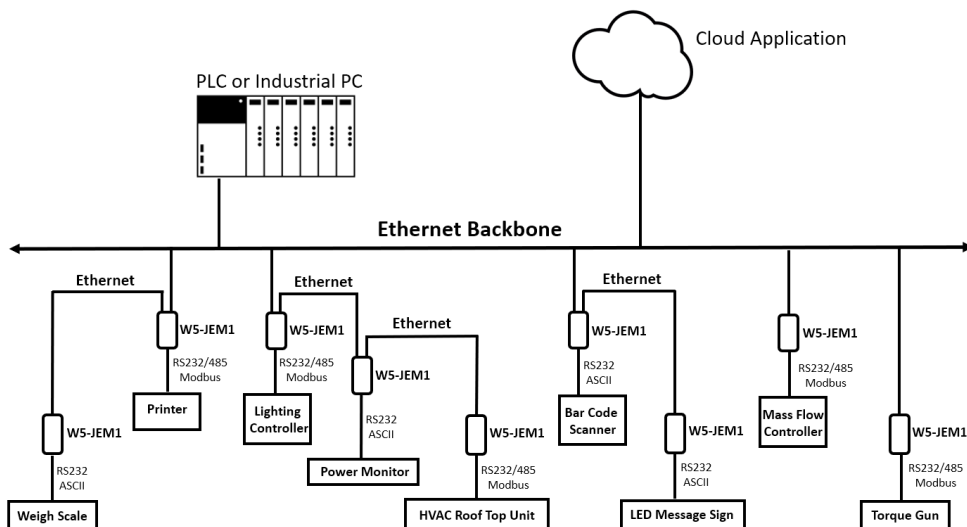 Cloud Application
PLC or Industrial PC
Ethernet Backbone
Ethernet
Ethernet
Ethernet
Ethernet
W5-JEM1
RS232/485
Modbus
Printer
W5-JEM1
RS232
ASCII
Weigh Scale
W5-JEM1
RS232/485
Modbus
Lighting
Controller
W5-JEM1
RS232
ASCII
Power Monitor
W5-JEM1
RS232/485
Modbus
HVAC Roof Top Unit
W5-JEM1
RS232
ASCII
Bar Code
Scanner
W5-JEM1
RS232
ASCII
LED Message Sign
W5-JEM1
RS232/485
Modbus
Mass Flow
Controller
W5-JEM1
RS232/485
Modbus
Torque Gun